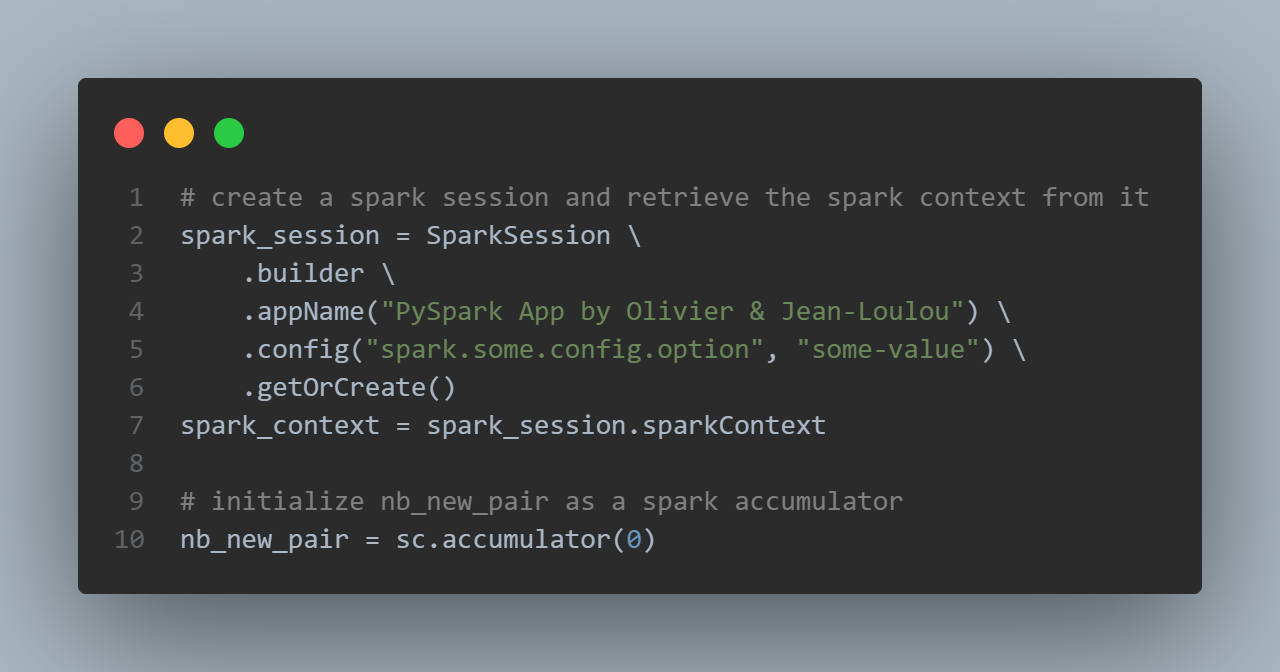 1 # create a spark session and retrieve the spark context from it
2 spark_session = SparkSession \
3     .builder \
4     .appName("PySpark App by Olivier & Jean-Loulou") \
5     .config("spark.some.config.option", "some-value") \
6     .getOrCreate()
7 spark_context = spark_session.sparkContext
8
9 # initialize nb_new_pair as a spark accumulator
10 nb_new_pair = sc.accumulator(0)